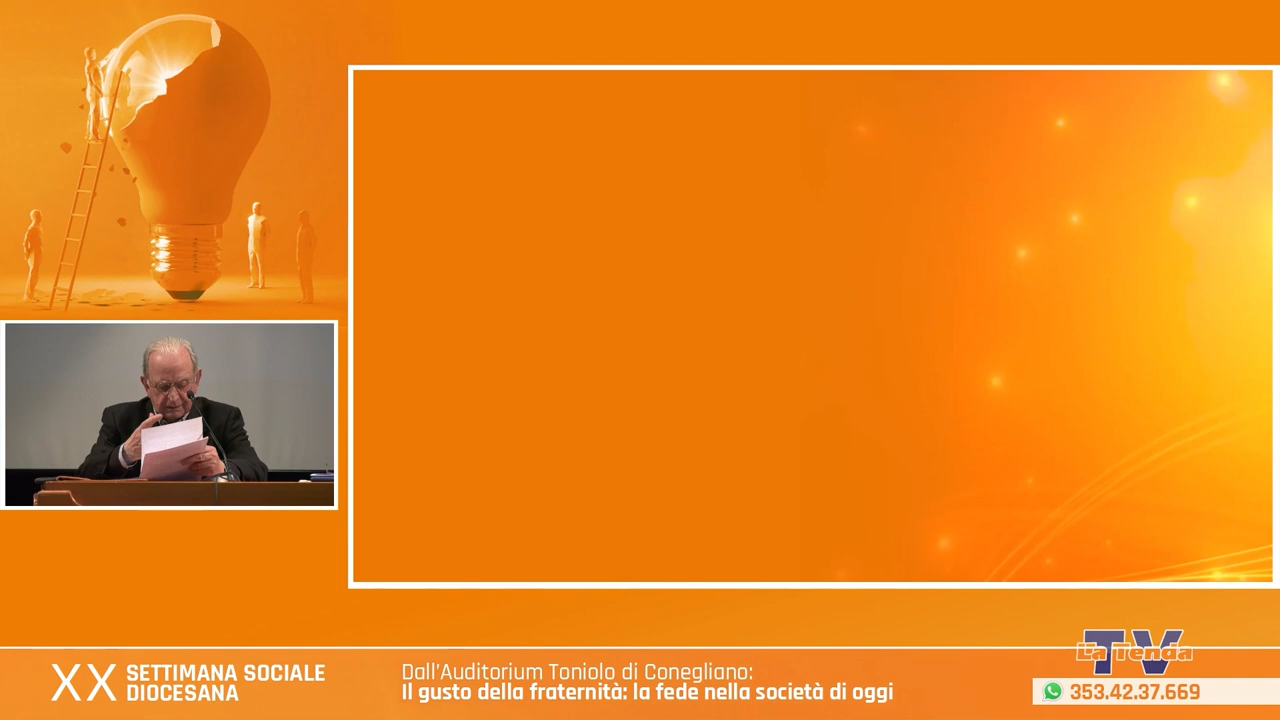 XX
SETTIMANA SOCIALE
DIOCESANA
Dall'Auditorium Toniolo di Conegliano:
Il gusto della fraternità: la fede nella società di oggi
TV
La Tenda
353.42.37.669